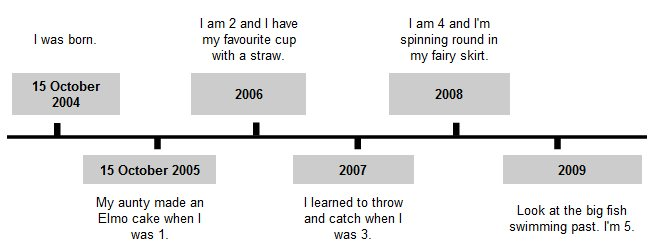 I was born.
15 October
2004
I am 2 and I have
my favourite cup
with a straw.
2006
I am 4 and I'm
spinning round in
my fairy skirt.
2008
15 October 2005
My aunty made an
Elmo cake when I
was 1.
2007
I learned to throw
and catch when I
was 3.
2009
Look at the big fish
swimming past. I'm 5.